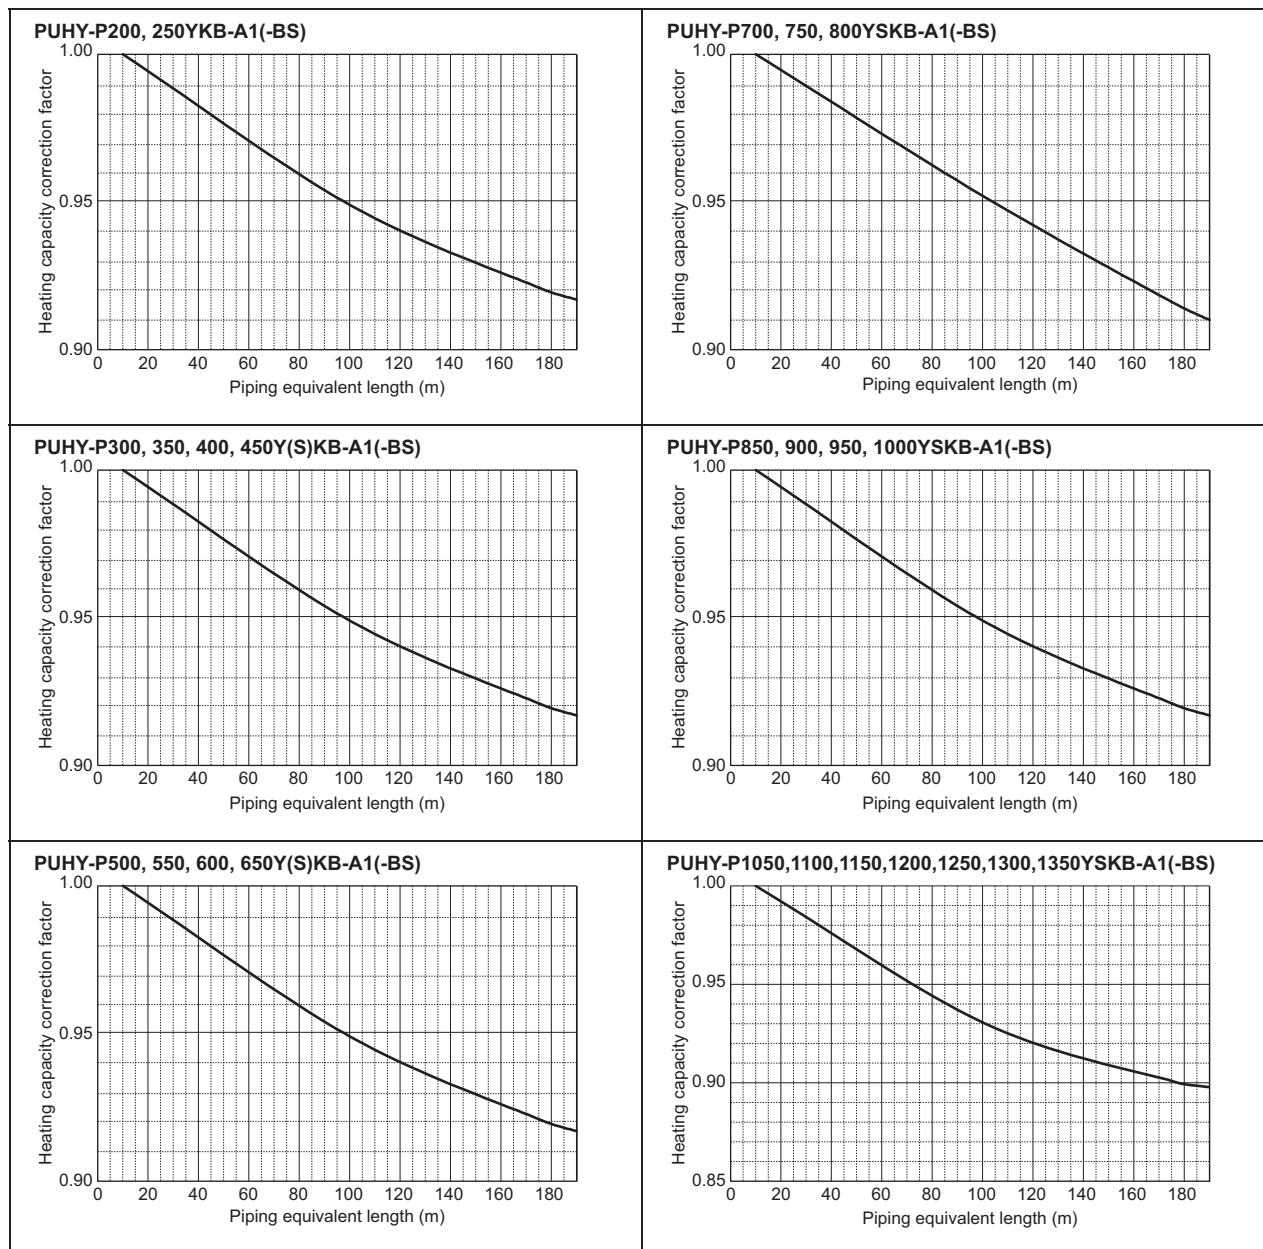 PUHY-P200, 250YKB-A1(-BS)
Heating capacity correction factor
1.00
0.95
0.90
0 20 40 60 80 100 120 140 160 180
Piping equivalent length (m)
PUHY-P700, 750, 800YSKB-A1(-BS)
Heating capacity correction factor
1.00
0.95
0.90
0 20 40 60 80 100 120 140 160 180
Piping equivalent length (m)
PUHY-P300, 350, 400, 450Y(S)KB-A1(-BS)
Heating capacity correction factor
1.00
0.95
0.90
0 20 40 60 80 100 120 140 160 180
Piping equivalent length (m)
PUHY-P850, 900, 950, 1000YSKB-A1(-BS)
Heating capacity correction factor
1.00
0.95
0.90
0 20 40 60 80 100 120 140 160 180
Piping equivalent length (m)
PUHY-P500, 550, 600, 650Y(S)KB-A1(-BS)
Heating capacity correction factor
1.00
0.95
0.90
0 20 40 60 80 100 120 140 160 180
Piping equivalent length (m)
PUHY-P1050,1100,1150,1200,1250,1300,1350YSKB-A1(-BS)
Heating capacity correction factor
1.00
0.95
0.90
0.85
0 20 40 60 80 100 120 140 160 180
Piping equivalent length (m)